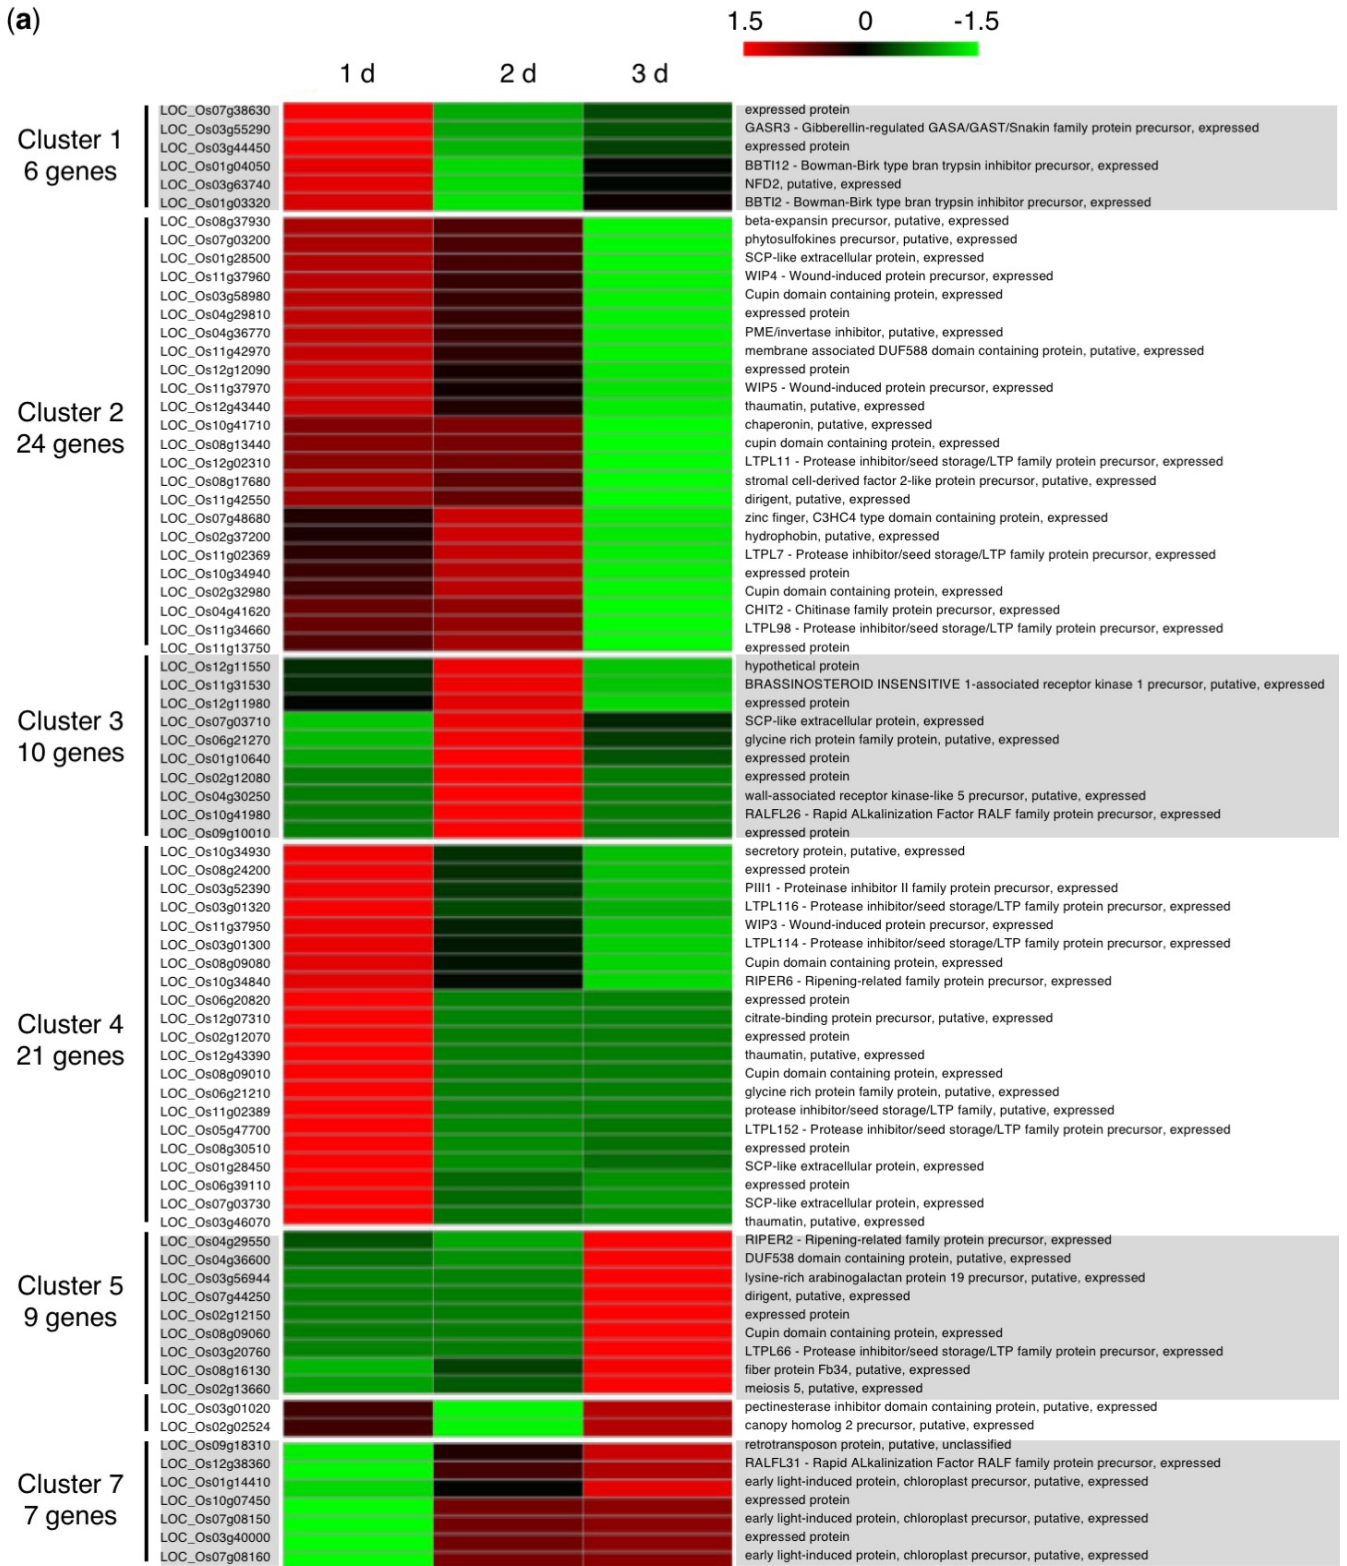 (a)
1.5 0 -1.5
1 d 2 d 3 d
Cluster 1
6 genes
LOC_Os07g38630 expressed protein
LOC_Os03g55290 GASR3 - Gibberellin-regulated GASA/GAST/Snakin family protein precursor, expressed
LOC_Os03g44450 expressed protein
LOC_Os01g04050 BBTI12 - Bowman-Birk type bran trypsin inhibitor precursor, expressed
LOC_Os03g63740 NFD2, putative, expressed
LOC_Os01g03320 BBTI2 - Bowman-Birk type bran trypsin inhibitor precursor, expressed
Cluster 2
24 genes
LOC_Os08g37930 beta-expansin precursor, putative, expressed
LOC_Os07g03200 phytosulfokines precursor, putative, expressed
LOC_Os01g28500 SCP-like extracellular protein, expressed
LOC_Os11g37960 WIP4 - Wound-induced protein precursor, expressed
LOC_Os03g58980 Cupin domain containing protein, expressed
LOC_Os04g29810 expressed protein
LOC_Os04g36770 PME/invertase inhibitor, putative, expressed
LOC_Os11g42970 membrane associated DUF588 domain containing protein, putative, expressed
LOC_Os12g12090 expressed protein
LOC_Os11g37970 WIP5 - Wound-induced protein precursor, expressed
LOC_Os12g43440 thaumatin, putative, expressed
LOC_Os10g41710 chaperonin, putative, expressed
LOC_Os08g13440 cupin domain containing protein, expressed
LOC_Os12g02310 LTPL11 - Protease inhibitor/seed storage/LTP family protein precursor, expressed
LOC_Os08g17680 stromal cell-derived factor 2-like protein precursor, putative, expressed
LOC_Os11g42550 dirigent, putative, expressed
LOC_Os07g48680 zinc finger, C3HC4 type domain containing protein, expressed
LOC_Os02g37200 hydrophobin, putative, expressed
LOC_Os11g02369 LTPL7 - Protease inhibitor/seed storage/LTP family protein precursor, expressed
LOC_Os10g34940 expressed protein
LOC_Os02g32980 Cupin domain containing protein, expressed
LOC_Os04g41620 CHIT2 - Chitinase family protein precursor, expressed
LOC_Os11g34660 LTPL98 - Protease inhibitor/seed storage/LTP family protein precursor, expressed
LOC_Os11g13750 expressed protein
Cluster 3
10 genes
LOC_Os12g11550 hypothetical protein
LOC_Os11g31530 BRASSINOSTEROID INSENSITIVE 1-associated receptor kinase 1 precursor, putative, expressed
LOC_Os12g11980 expressed protein
LOC_Os07g03710 SCP-like extracellular protein, expressed
LOC_Os06g21270 glycine rich protein family protein, putative, expressed
LOC_Os01g10640 expressed protein
LOC_Os02g12080 expressed protein
LOC_Os04g30250 wall-associated receptor kinase-like 5 precursor, putative, expressed
LOC_Os10g41980 RALFL26 - Rapid ALkalinization Factor RALF family protein precursor, expressed
LOC_Os09g10010 expressed protein
Cluster 4
21 genes
LOC_Os10g34930 secretory protein, putative, expressed
LOC_Os08g24200 expressed protein
LOC_Os03g52390 PIII1 - Proteinase inhibitor II family protein precursor, expressed
LOC_Os03g01320 LTPL116 - Protease inhibitor/seed storage/LTP family protein precursor, expressed
LOC_Os11g37950 WIP3 - Wound-induced protein precursor, expressed
LOC_Os03g01300 LTPL114 - Protease inhibitor/seed storage/LTP family protein precursor, expressed
LOC_Os08g09080 Cupin domain containing protein, expressed
LOC_Os10g34840 RIPER6 - Ripening-related family protein precursor, expressed
LOC_Os06g20820 expressed protein
LOC_Os12g07310 citrate-binding protein precursor, putative, expressed
LOC_Os02g12070 expressed protein
LOC_Os12g43390 thaumatin, putative, expressed
LOC_Os08g09010 Cupin domain containing protein, expressed
LOC_Os06g21210 glycine rich protein family protein, putative, expressed
LOC_Os11g02389 protease inhibitor/seed storage/LTP family, putative, expressed
LOC_Os05g47700 LTPL152 - Protease inhibitor/seed storage/LTP family protein precursor, expressed
LOC_Os08g30510 expressed protein
LOC_Os01g28450 SCP-like extracellular protein, expressed
LOC_Os06g39110 expressed protein
LOC_Os07g03730 SCP-like extracellular protein, expressed
LOC_Os03g46070 thaumatin, putative, expressed
Cluster 5
9 genes
LOC_Os04g29550 RIPER2 - Ripening-related family protein precursor, expressed
LOC_Os04g36600 DUF538 domain containing protein, putative, expressed
LOC_Os03g56944 lysine-rich arabinogalactan protein 19 precursor, putative, expressed
LOC_Os07g44250 dirigent, putative, expressed
LOC_Os02g12150 expressed protein
LOC_Os08g09060 Cupin domain containing protein, expressed
LOC_Os03g20760 LTPL66 - Protease inhibitor/seed storage/LTP family protein precursor, expressed
LOC_Os08g16130 fiber protein Fb34, putative, expressed
LOC_Os02g13660 meiosis 5, putative, expressed
LOC_Os03g01020 pectinesterase inhibitor domain containing protein, putative, expressed
LOC_Os02g02524 canopy homolog 2 precursor, putative, expressed
Cluster 7
7 genes
LOC_Os09g18310 retrotransposon protein, putative, unclassified
LOC_Os12g38360 RALFL31 - Rapid ALkalinization Factor RALF family protein precursor, expressed
LOC_Os01g14410 early light-induced protein, chloroplast precursor, putative, expressed
LOC_Os10g07450 expressed protein
LOC_Os07g08150 early light-induced protein, chloroplast precursor, putative, expressed
LOC_Os03g40000 expressed protein
LOC_Os07g08160 early light-induced protein, chloroplast precursor, putative, expressed